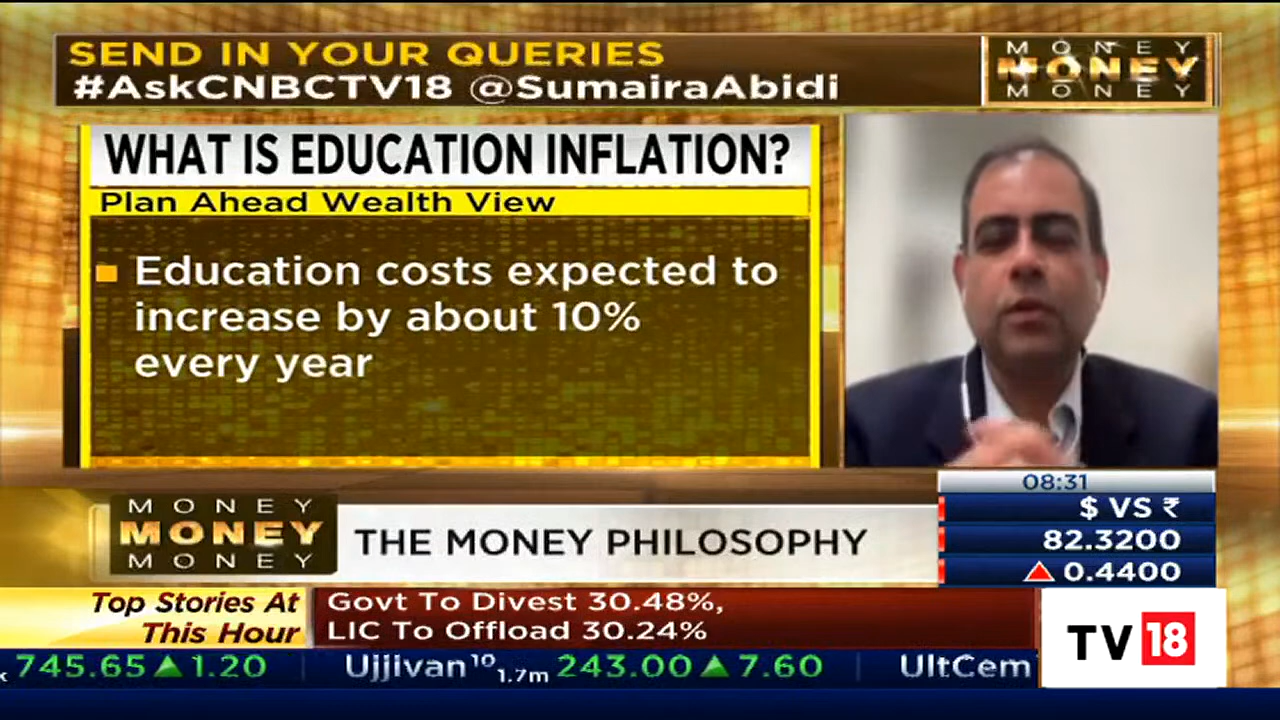 SEND IN YOUR QUERIES
#AskCNBCTV18 @SumairaAbidi
MONEY
MONEY
MONEY
WHAT IS EDUCATION INFLATION?
Plan Ahead Wealth View
Education costs expected to
increase by about 10%
every year
MONEY
MONEY
MONEY
THE MONEY PHILOSOPHY
08:31
$ VS ₹
82.3200
▲ 0.4400
Top Stories At
This Hour
Govt To Divest 30.48%,
LIC To Offload 30.24%
TV18
745.65 ▲ 1.20 Ujjivan¹⁰ 1.7m 243.00 ▲ 7.60 UltCem